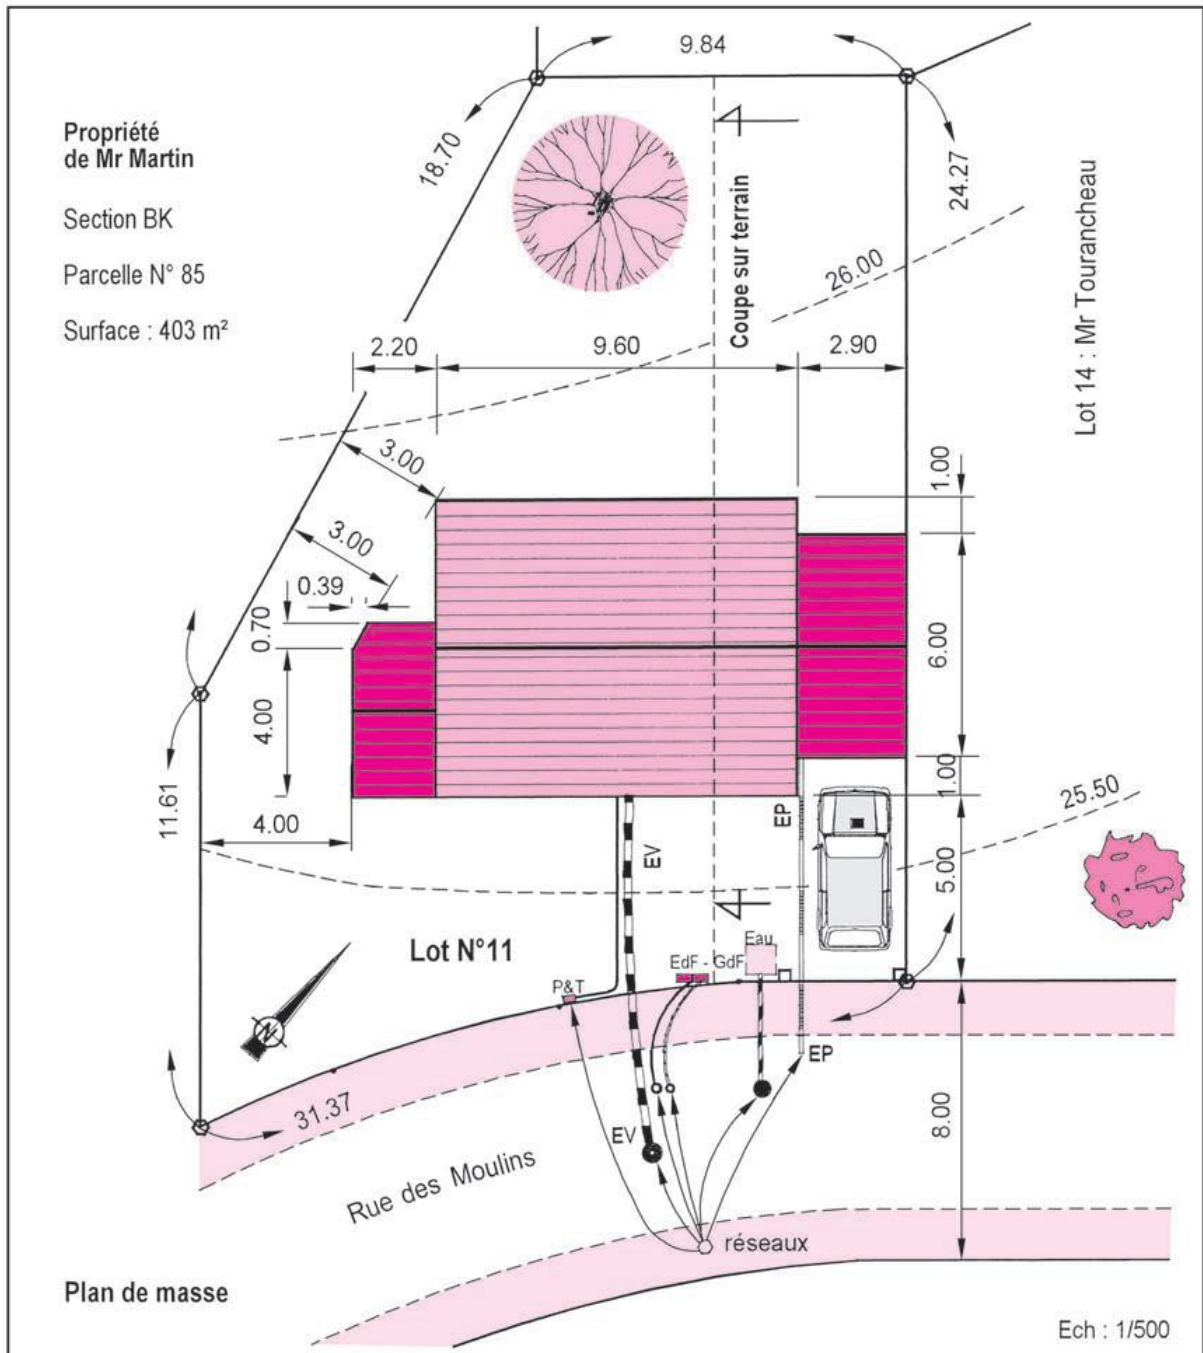 9.84
Propriété
de Mr Martin
Section BK
Parcelle N° 85
Surface : 403 m²
18.70
24.27
Coupe sur terrain
26.00
Lot 14 : Mr Tourancheau
2.20
9.60
2.90
3.00
1.00
3.00
0.39
0.70
6.00
4.00
1.00
11.61
4.00
EP
25.50
EV
5.00
Lot N°11
Eau
EdF - GdF
P&T
N
EP
31.37
EV
8.00
Rue des Moulins
réseaux
Plan de masse
Ech : 1/500